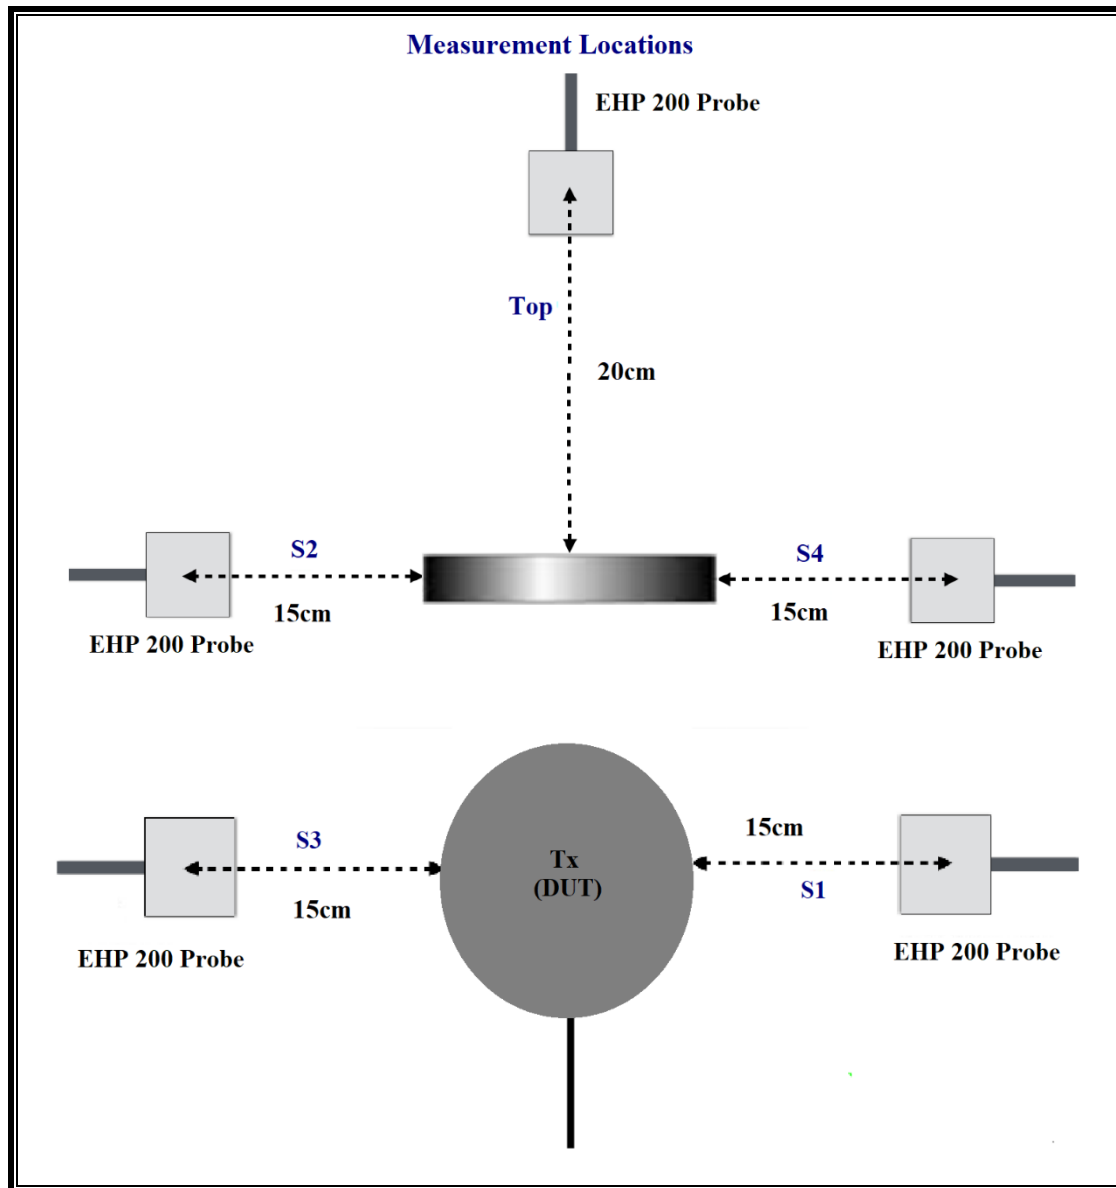 Measurement Locations
EHP 200 Probe
Top
20cm
S2
S4
15cm
15cm
EHP 200 Probe
EHP 200 Probe
15cm
S3
Tx
(DUT)
S1
15cm
EHP 200 Probe
EHP 200 Probe